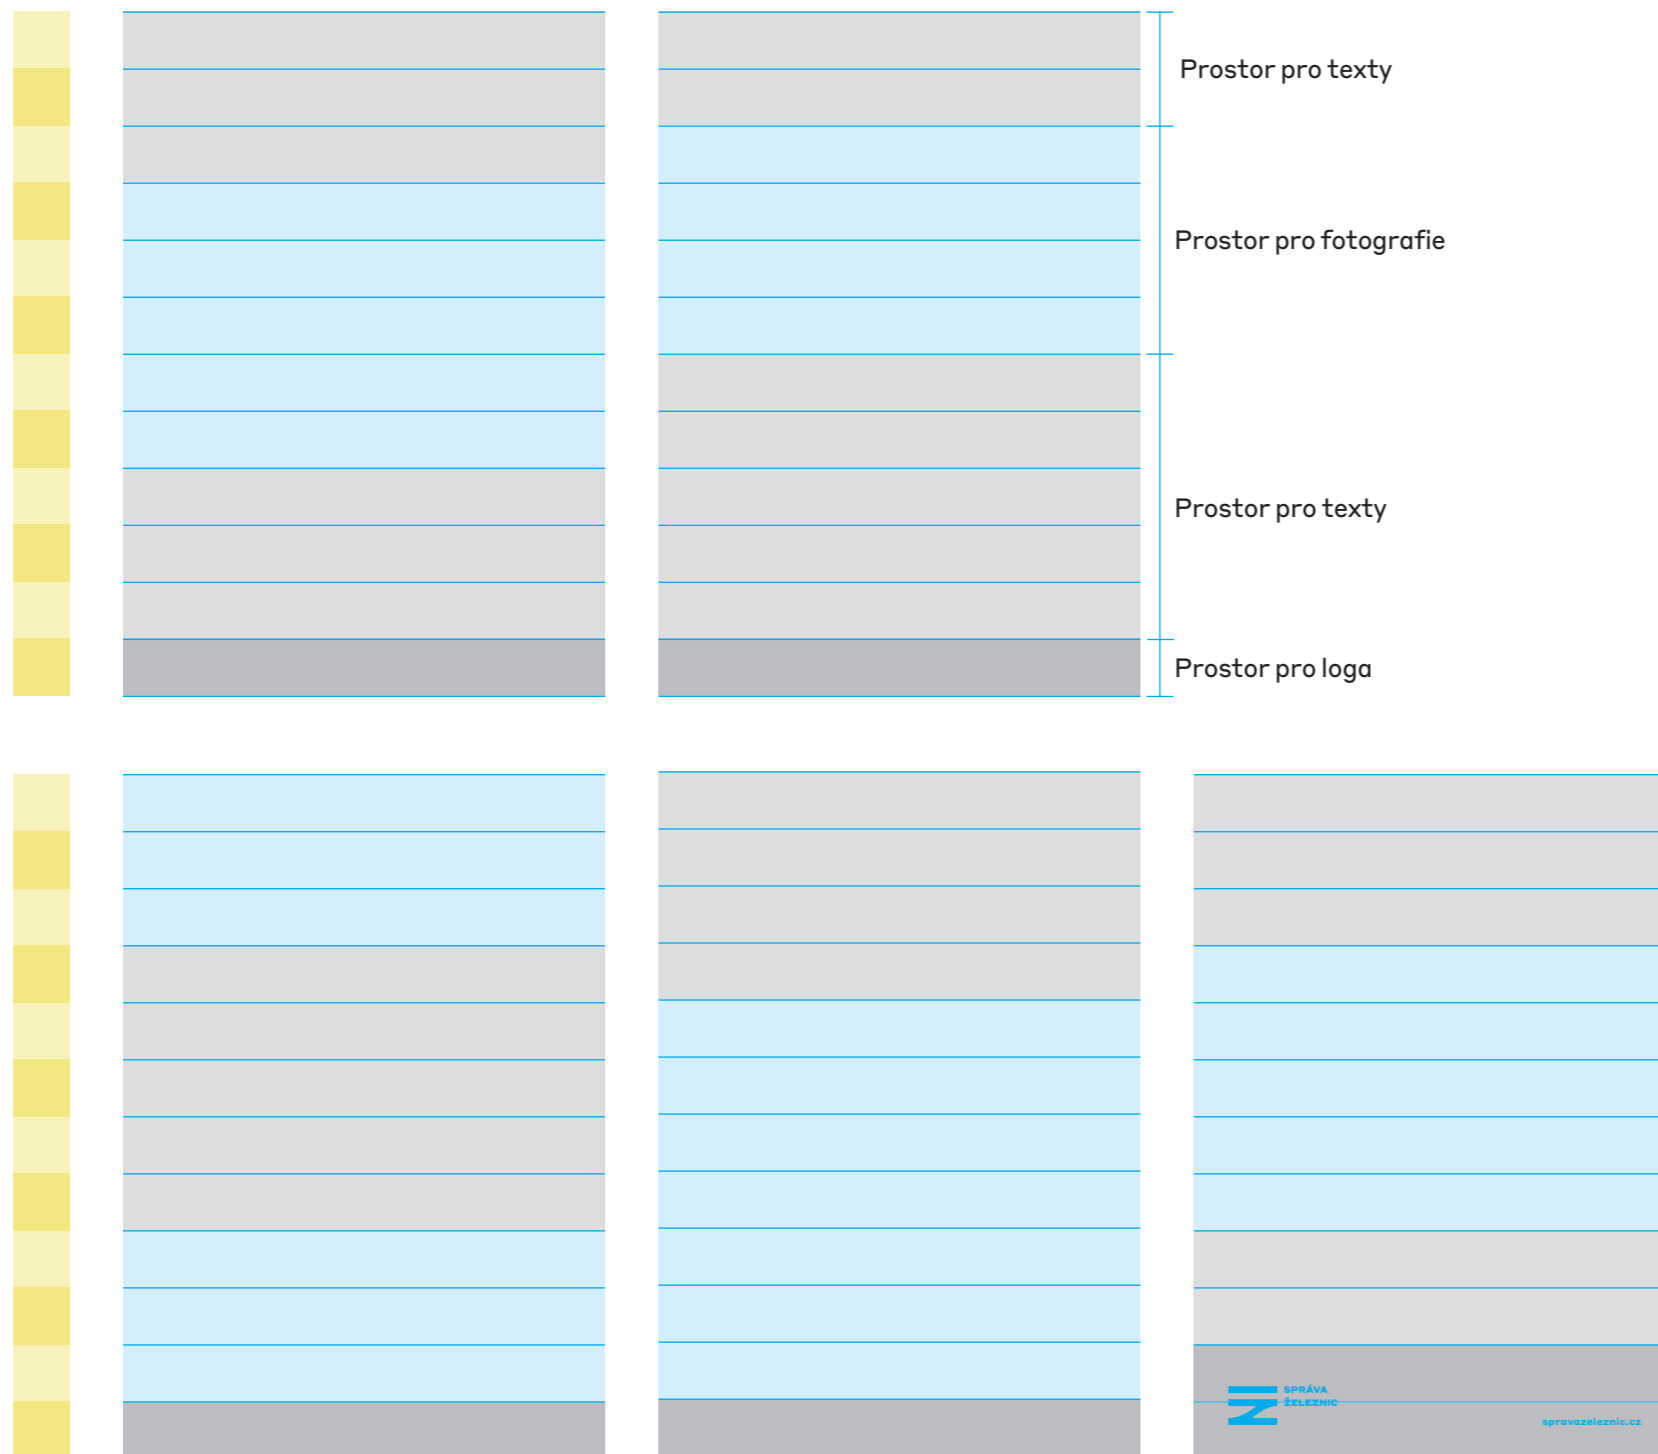 Prostor pro texty
Prostor pro fotografie
Prostor pro texty
Prostor pro loga
SPRÁVA
ŽELEZNIC
spravazeleznic.cz